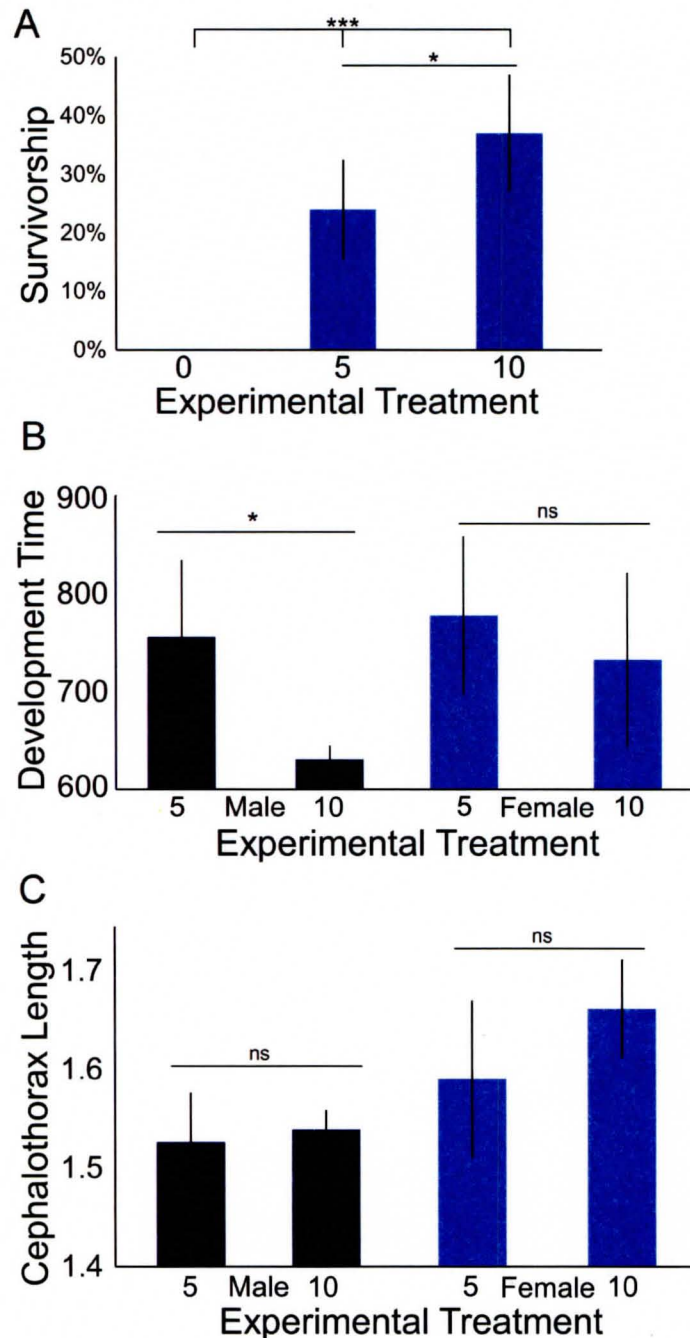 A
***
*
50%
40%
30%
20%
10%
0%
Survivorship
0 5 10
Experimental Treatment
B
900
800
700
600
Development Time
*
ns
5 Male 10 5 Female 10
Experimental Treatment
C
1.7
1.6
1.5
1.4
Cephalothorax Length
ns
ns
5 Male 10 5 Female 10
Experimental Treatment